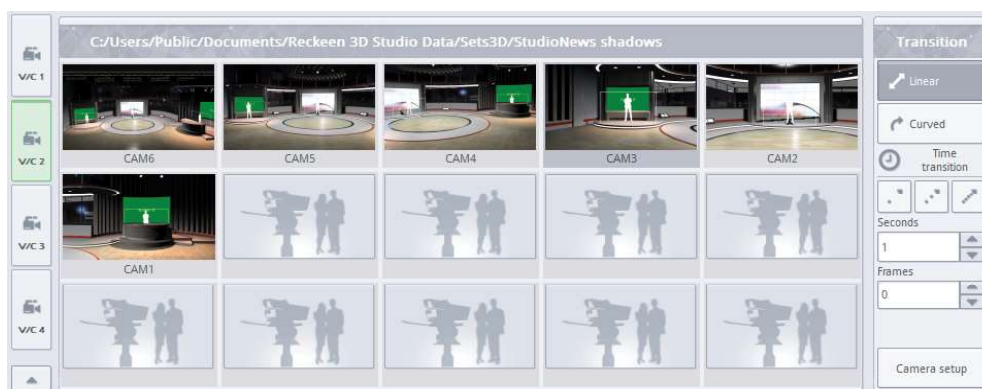 V/C 1
V/C 2
V/C 3
V/C 4
C:/Users/Public/Documents/Reckeen 3D Studio Data/Sets3D/StudioNews shadows
CAM6
CAM5
CAM4
CAM3
CAM2
CAM1
Transition
Linear
Curved
Time
transition
Seconds
1
Frames
0
Camera setup